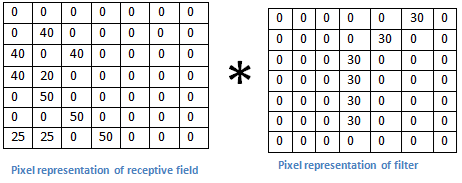 0 0 0 0 0 0 0
0 40 0 0 0 0 0
40 0 40 0 0 0 0
40 20 0 0 0 0 0
0 50 0 0 0 0 0
0 0 50 0 0 0 0
25 25 0 50 0 0 0
Pixel representation of receptive field
*
0 0 0 0 0 30 0
0 0 0 0 30 0 0
0 0 0 30 0 0 0
0 0 0 30 0 0 0
0 0 0 30 0 0 0
0 0 0 30 0 0 0
0 0 0 0 0 0 0
Pixel representation of filter